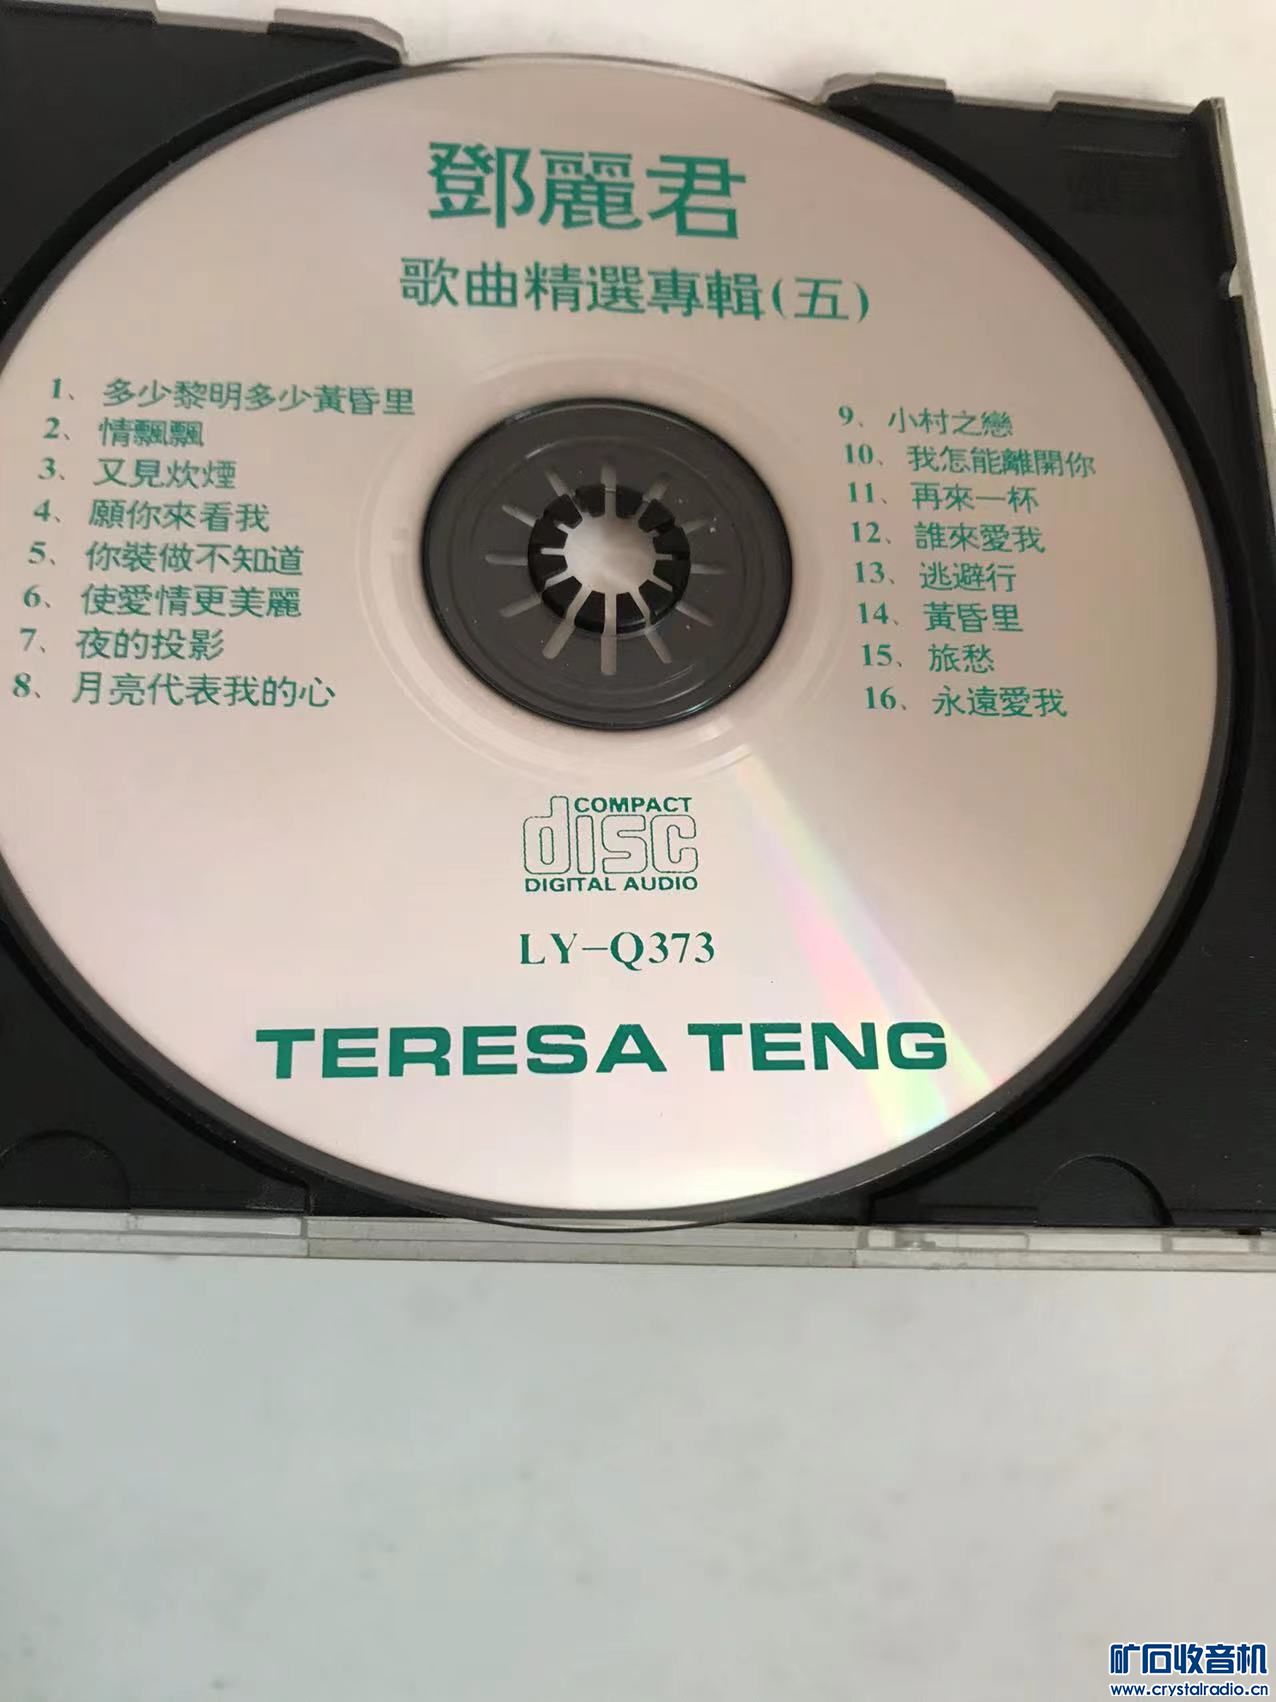 鄧麗君
歌曲精選專輯(五)
1、多少黎明多少黃昏里
2、情飄飄
3、又見炊煙
4、願你來看我
5、你裝做不知道
6、使愛情更美麗
7、夜的投影
8、月亮代表我的心
9、小村之戀
10、我怎能離開你
11、再來一杯
12、誰來愛我
13、逃避行
14、黃昏里
15、旅愁
16、永遠愛我
COMPACT
disc
DIGITAL AUDIO
LY-Q373
TERESA TENG
矿石收音机
www.crystalradio.cn